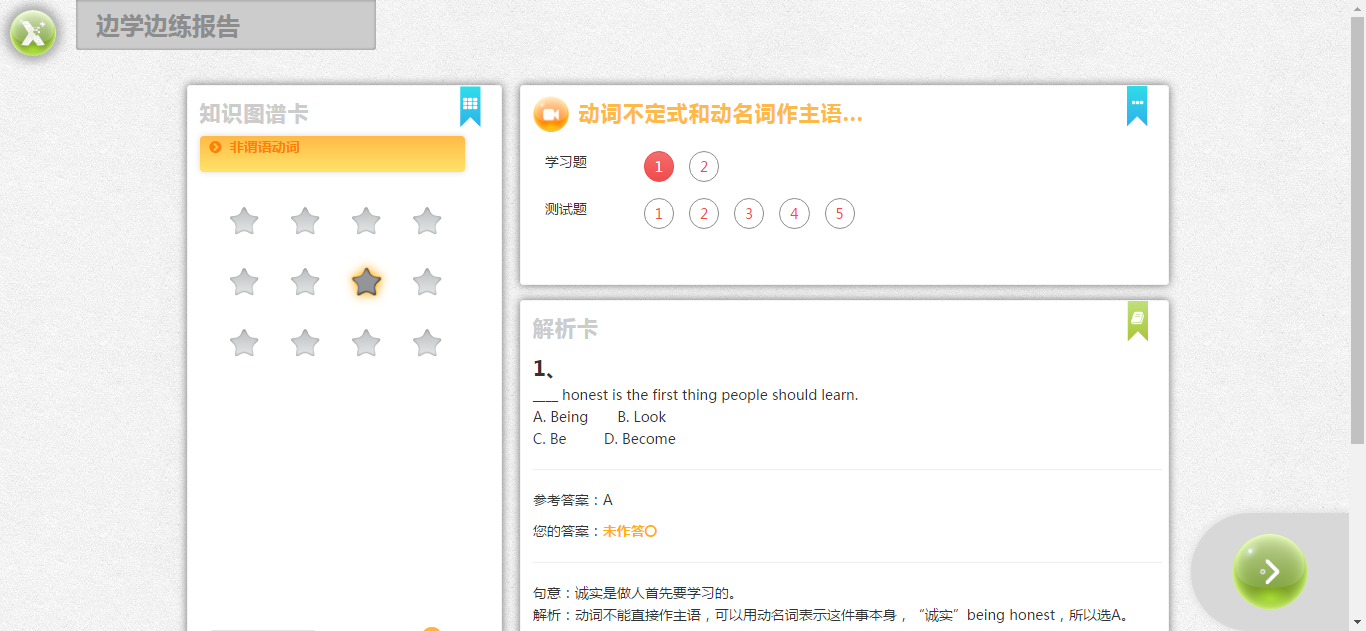 边学边练报告
知识图谱卡
非谓语动词
动词不定式和动名词作主语...
学习题 1 2
测试题 1 2 3 4 5
解析卡
1、
____ honest is the first thing people should learn.
A. Being B. Look
C. Be D. Become
参考答案：A
您的答案：未作答O
句意：诚实是做人首先要学习的。
解析：动词不能直接作主语，可以用动名词表示这件事本身，“诚实”being honest，所以选A。